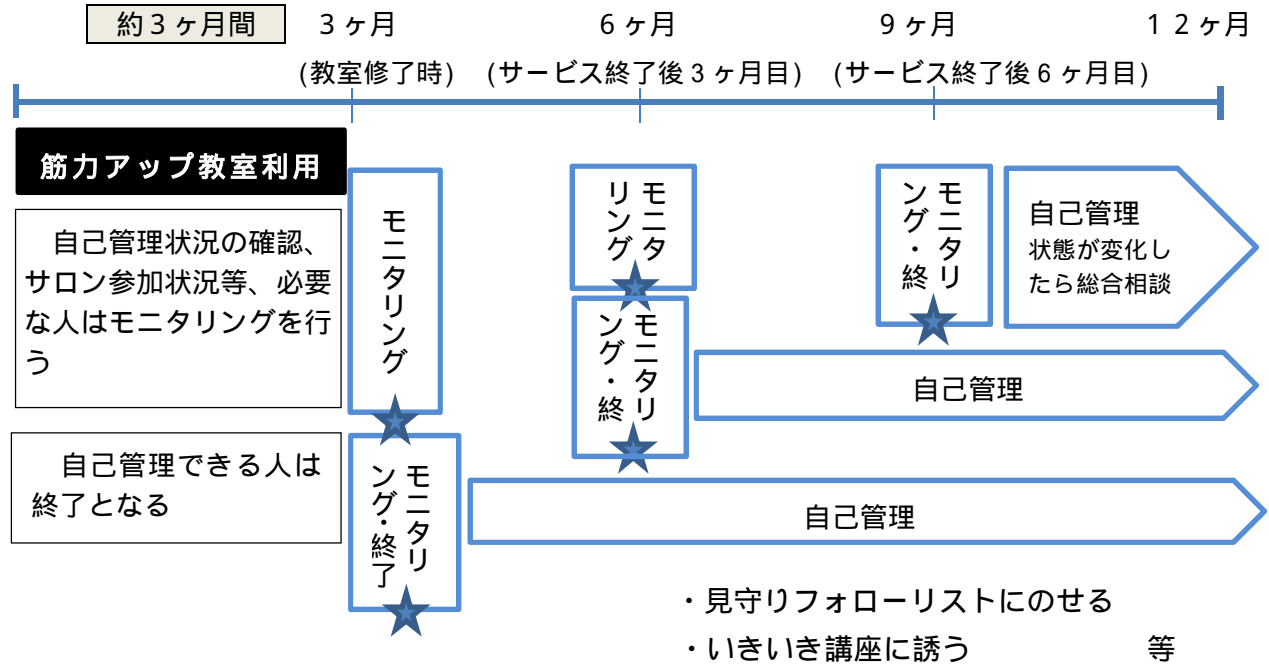 約3ヶ月間
3ヶ月
6ヶ月
9ヶ月
12ヶ月
(教室修了時)
(サービス終了後3ヶ月目)
(サービス終了後6ヶ月目)
筋力アップ教室利用
自己管理状況の確認、
サロン参加状況等、必要
な人はモニタリングを行
う
モニタリング
モニタ
リング
モニタリ
ング・終
自己管理
状態が変化し
たら総合相談
モニタリ
ング・終
自己管理
自己管理できる人は
終了となる
モニタリ
ング・終了
自己管理
・見守りフォローリストにのせる
・いきいき講座に誘う 等